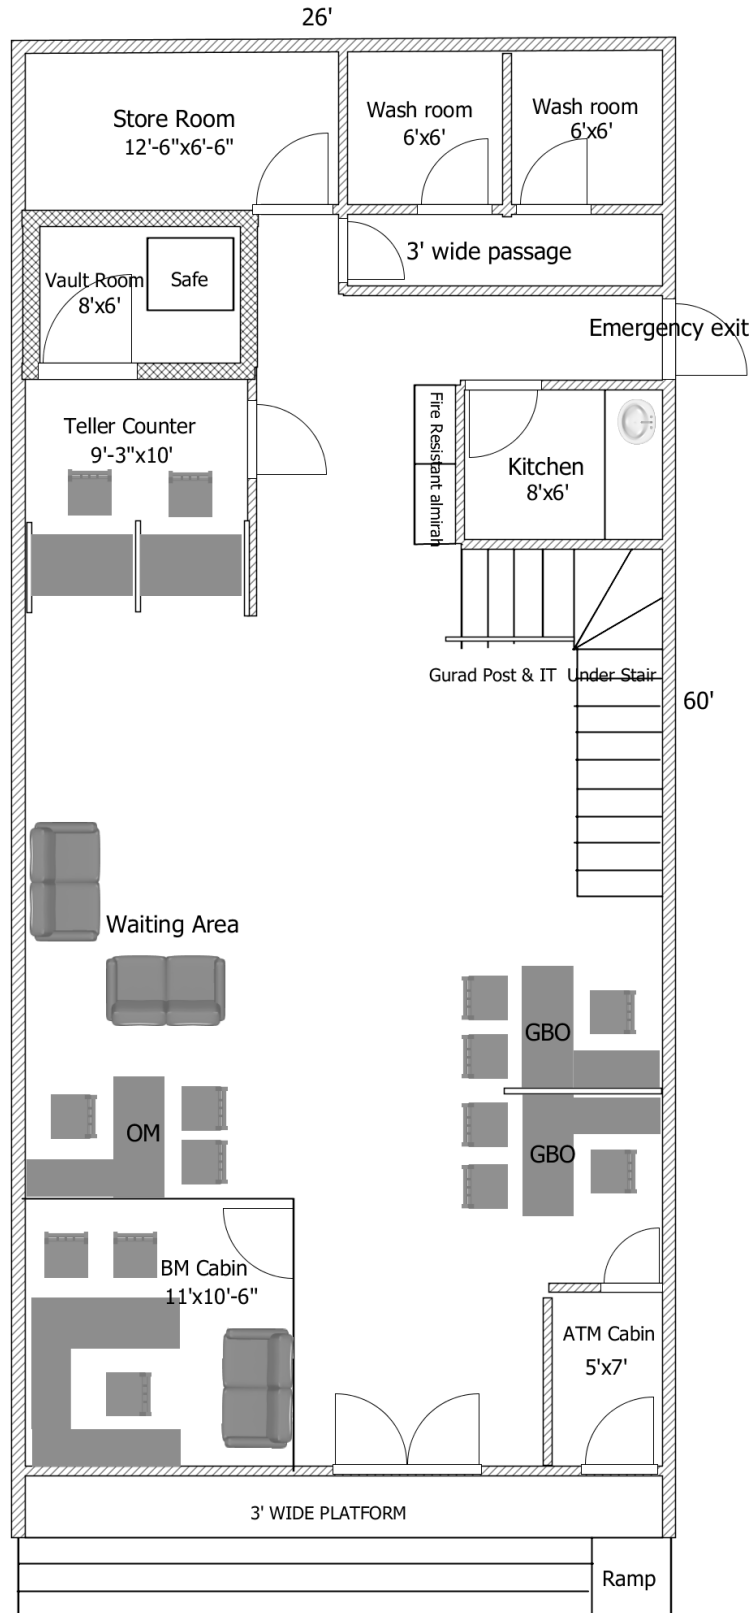 26'
Store Room
12'-6"x6'-6"
Wash room
6'x6'
Wash room
6'x6'
3' wide passage
Vault Room
8'x6'
Safe
Emergency exit
Teller Counter
9'-3"x10'
Fire Resistant almirah
Kitchen
8'x6'
Gurad Post & IT Under Stair
60'
Waiting Area
GBO
OM
GBO
BM Cabin
11'x10'-6"
ATM Cabin
5'x7'
3' WIDE PLATFORM
Ramp